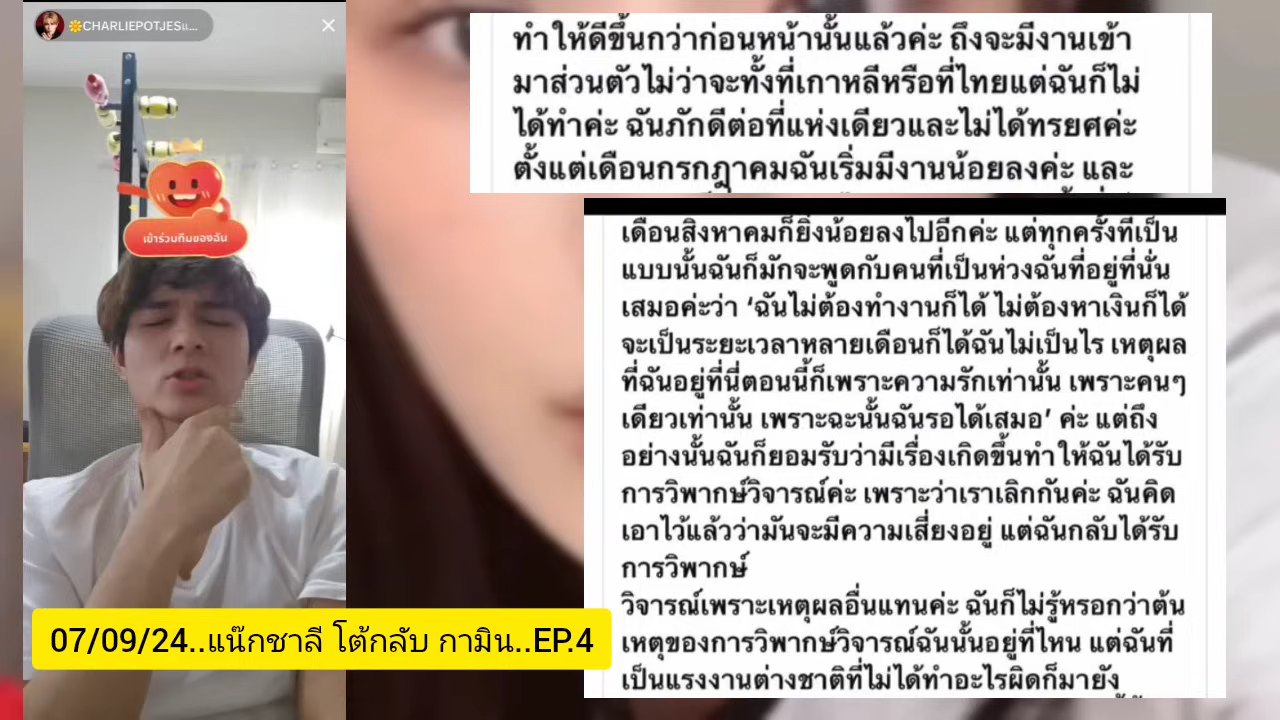 🌼CHARLIEPOTJESแ...
เข้าร่วมทีมของฉัน
ทำให้ดีขึ้นกว่าก่อนหน้านั้นแล้วค่ะ ถึงจะมีงานเข้า
มาส่วนตัวไม่ว่าจะทั้งที่เกาหลีหรือที่ไทยแต่ฉันก็ไม่
ได้ทำค่ะ ฉันภักดีต่อที่แห่งเดียวและไม่ได้ทรยศค่ะ
ตั้งแต่เดือนกรกฎาคมฉันเริ่มมีงานน้อยลงค่ะ และ
เดือนสิงหาคมก็ยิ่งน้อยลงไปอีกค่ะ แต่ทุกครั้งที่เป็น
แบบนั้นฉันก็มักจะพูดกับคนที่เป็นห่วงฉันที่อยู่ที่นั่น
เสมอค่ะว่า ‘ฉันไม่ต้องทำงานก็ได้ ไม่ต้องหาเงินก็ได้
จะเป็นระยะเวลาหลายเดือนก็ได้ฉันไม่เป็นไร เหตุผล
ที่ฉันอยู่ที่นี่ตอนนี้ก็เพราะความรักเท่านั้น เพราะคนๆ
เดียวเท่านั้น เพราะฉะนั้นฉันรอได้เสมอ’ ค่ะ แต่ถึง
อย่างนั้นฉันก็ยอมรับว่ามีเรื่องเกิดขึ้นทำให้ฉันได้รับ
การวิพากษ์วิจารณ์ค่ะ เพราะว่าเราเลิกกันค่ะ ฉันคิด
เอาไว้แล้วว่ามันจะมีความเสี่ยงอยู่ แต่ฉันกลับได้รับ
การวิพากษ์
วิจารณ์เพราะเหตุผลอื่นแทนค่ะ ฉันก็ไม่รู้หรอกว่าต้น
เหตุของการวิพากษ์วิจารณ์ฉันนั้นอยู่ที่ไหน แต่ฉันที่
เป็นแรงงานต่างชาติที่ไม่ได้ทำอะไรผิดก็มายัง
07/09/24..แน๊กชาลี โต้กลับ กามิน..EP.4